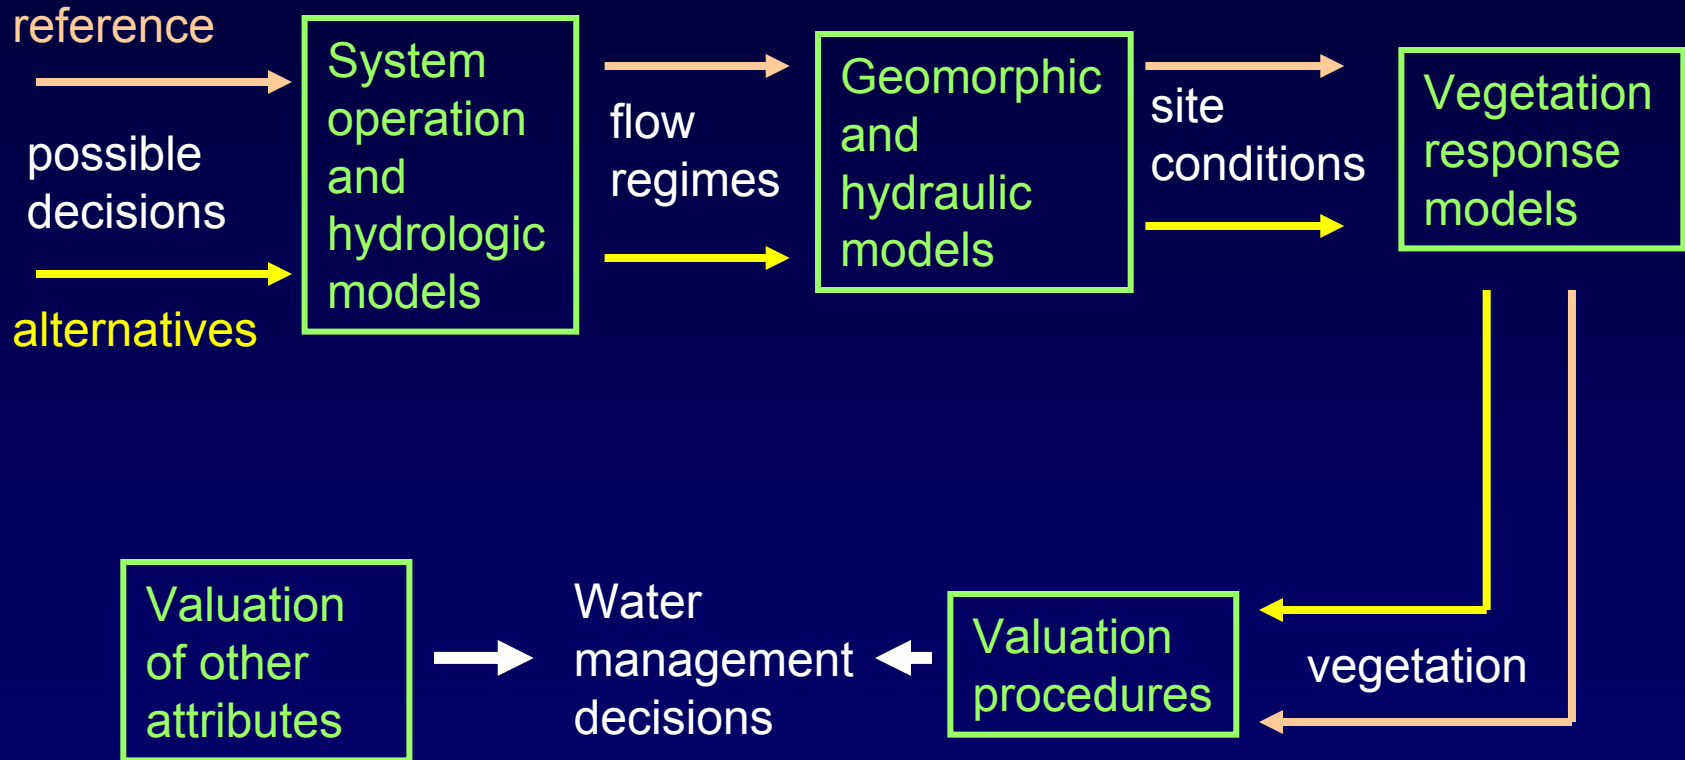 reference
possible
decisions
alternatives
System
operation
and
hydrologic
models
flow
regimes
Geomorphic
and
hydraulic
models
site
conditions
Vegetation
response
models
Valuation
of other
attributes
Water
management
decisions
Valuation
procedures
vegetation